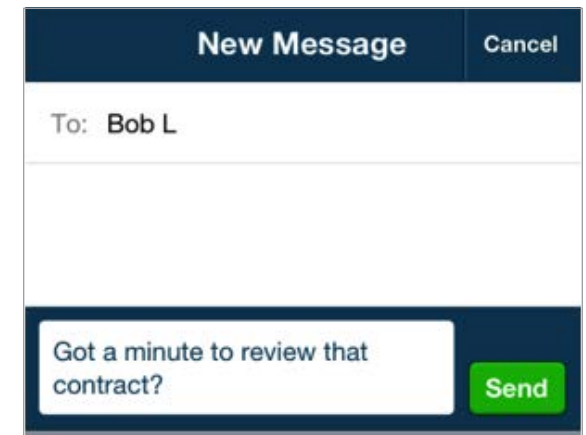 New Message Cancel
To: Bob L
Got a minute to review that
contract?
Send